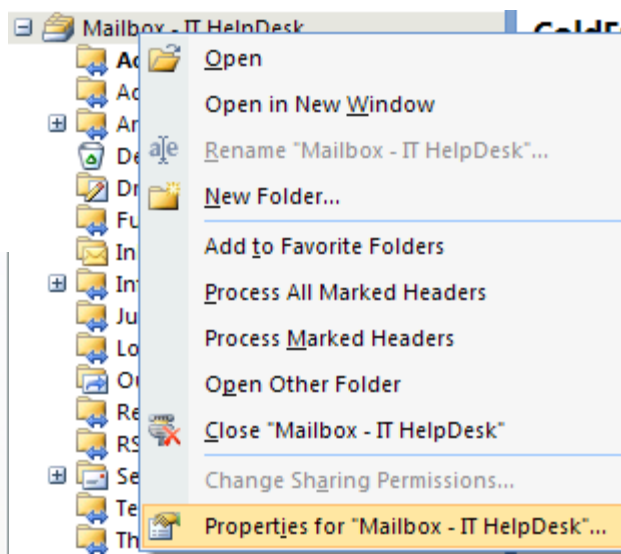 Mailbox - IT HelpDesk
Open
Open in New Window
Rename "Mailbox - IT HelpDesk"...
New Folder...
Add to Favorite Folders
Process All Marked Headers
Process Marked Headers
Open Other Folder
Close "Mailbox - IT HelpDesk"
Change Sharing Permissions...
Properties for "Mailbox - IT HelpDesk"...